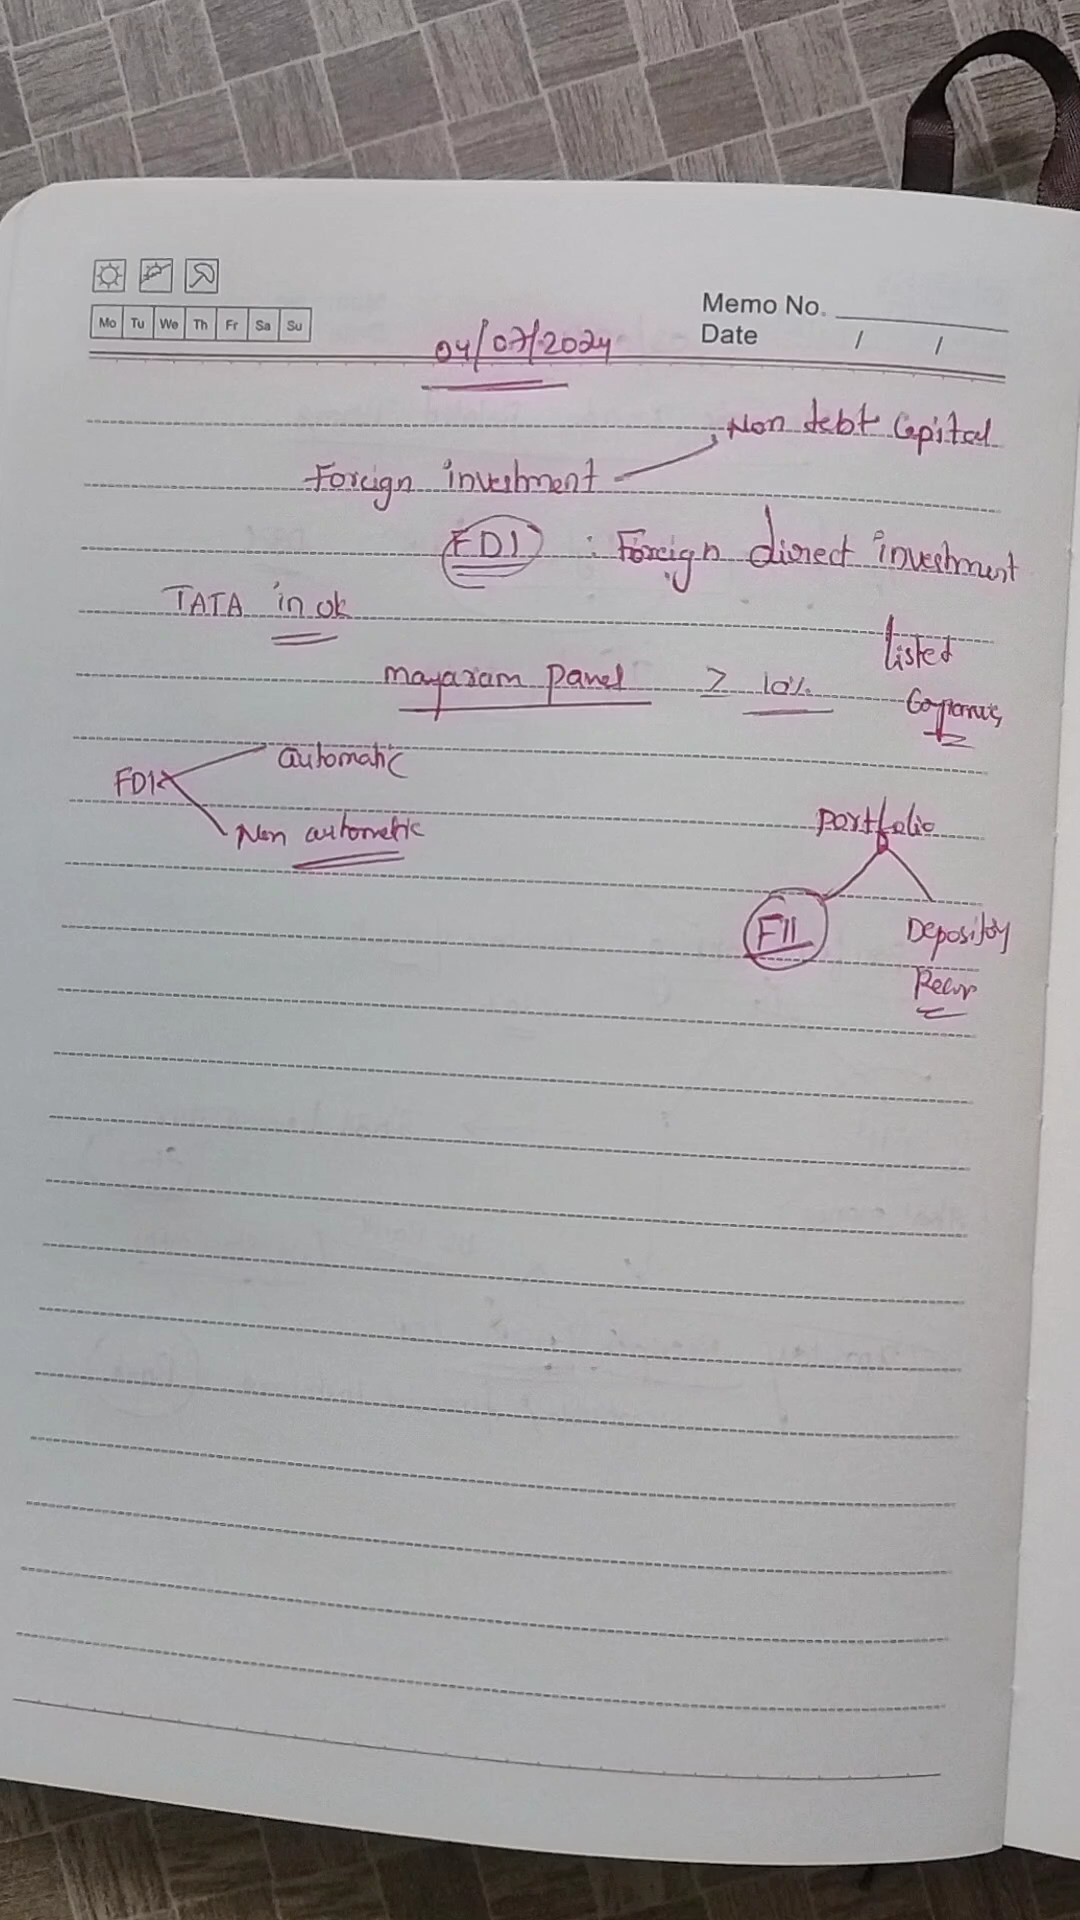 Mo Tu We Th Fr Sa Su
Memo No.
Date / /
04/07/2024
Non debt Capital
Foreign investment
FDI : Foreign direct investment
TATA in UK
listed
mayaram panel ≥ 10%
Companies
automatic
FDI
Non automatic
portfolio
FII
Depository